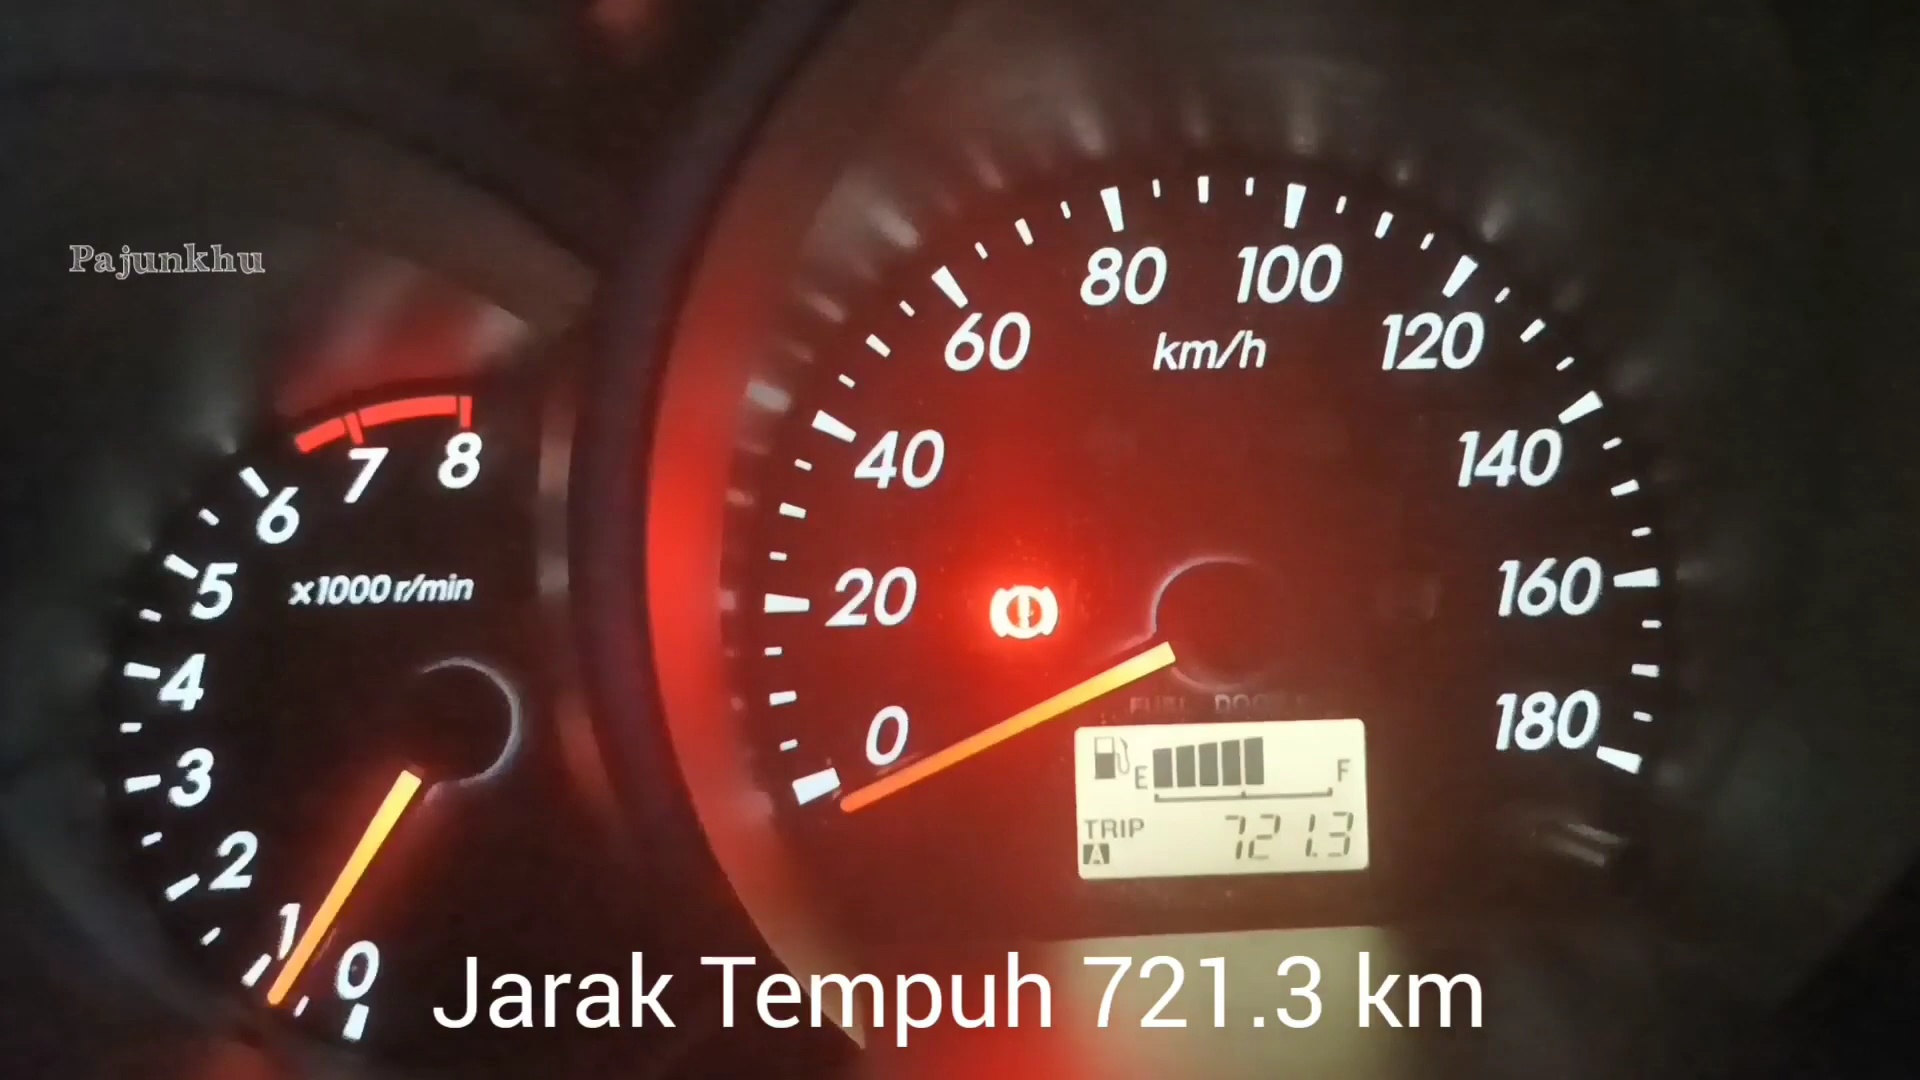 Pajunkhu
80 100
60 km/h 120
40 140
20 160
0 180
7 8
6
5 x1000 r/min
4
3
2
1
0
E F
TRIP 721.3
A
Jarak Tempuh 721.3 km